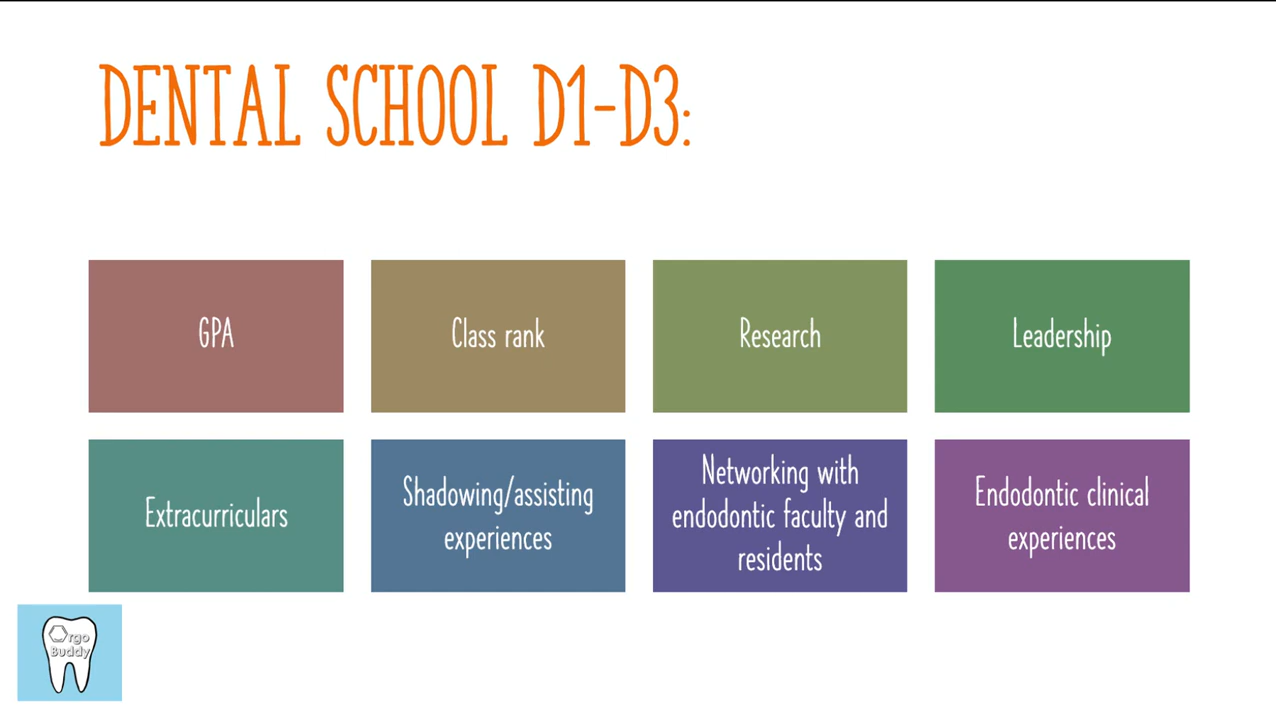 DENTAL SCHOOL D1-D3:
GPA
Class rank
Research
Leadership
Extracurriculars
Shadowing/assisting
experiences
Networking with
endodontic faculty and
residents
Endodontic clinical
experiences
Orgo
Buddy